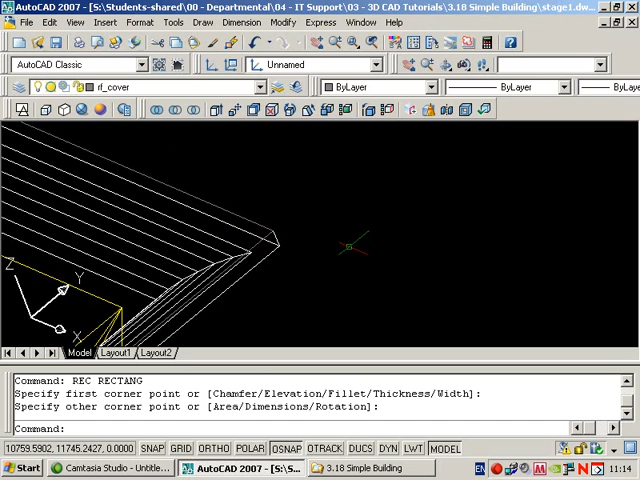 AutoCAD 2007 - [S:\Students-shared\00 - Departmental\04 - IT Support\03 - 3D CAD Tutorials\3.18 Simple Building\stage1.dw...
File Edit View Insert Format Tools Draw Dimension Modify Express Window Help
AutoCAD Classic Unnamed
rf_cover ByLayer ByLayer ByLayer
Z
Y
X
Model Layout1 Layout2
Command: REC RECTANG
Specify first corner point or [Chamfer/Elevation/Fillet/Thickness/Width]:
Specify other corner point or [Area/Dimensions/Rotation]:
Command:
10759.5902, 11745.2427, 0.0000 SNAP GRID ORTHO POLAR OSNAP OTRACK DUCS DYN LWT MODEL
Start Camtasia Studio - Untitle... AutoCAD 2007 - [S:\S... 3.18 Simple Building EN 11:14